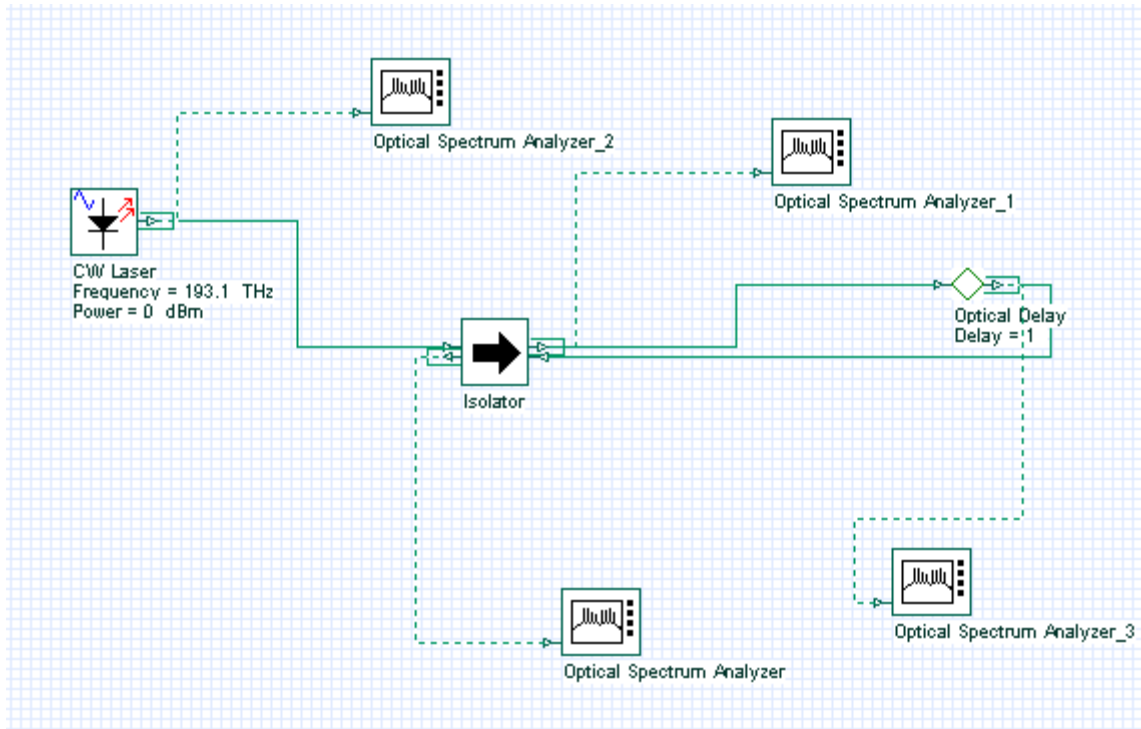 Optical Spectrum Analyzer_2
Optical Spectrum Analyzer_1
CW Laser
Frequency = 193.1 THz
Power = 0 dBm
Optical Delay
Delay = 1
Isolator
Optical Spectrum Analyzer_3
Optical Spectrum Analyzer